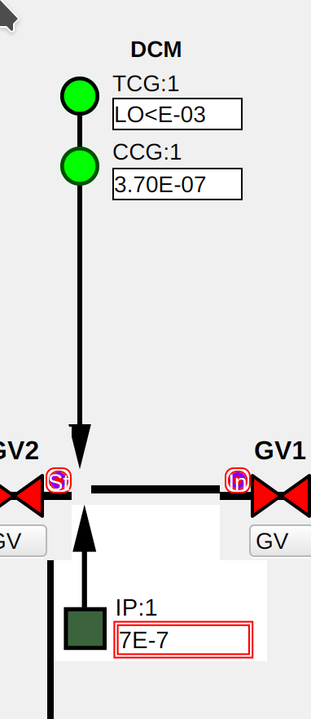 DCM
TCG:1
LO<E-03
CCG:1
3.70E-07
GV2
GV1
St
In
GV
GV
IP:1
7E-7